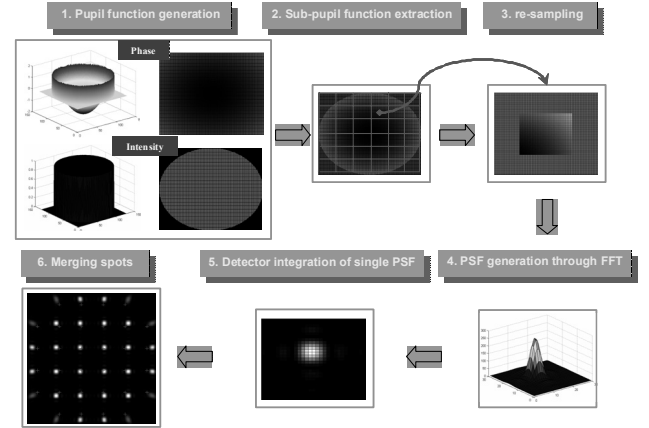 1. Pupil function generation
2. Sub-pupil function extraction
3. re-sampling
Phase
Intensity
6. Merging spots
5. Detector integration of single PSF
4. PSF generation through FFT